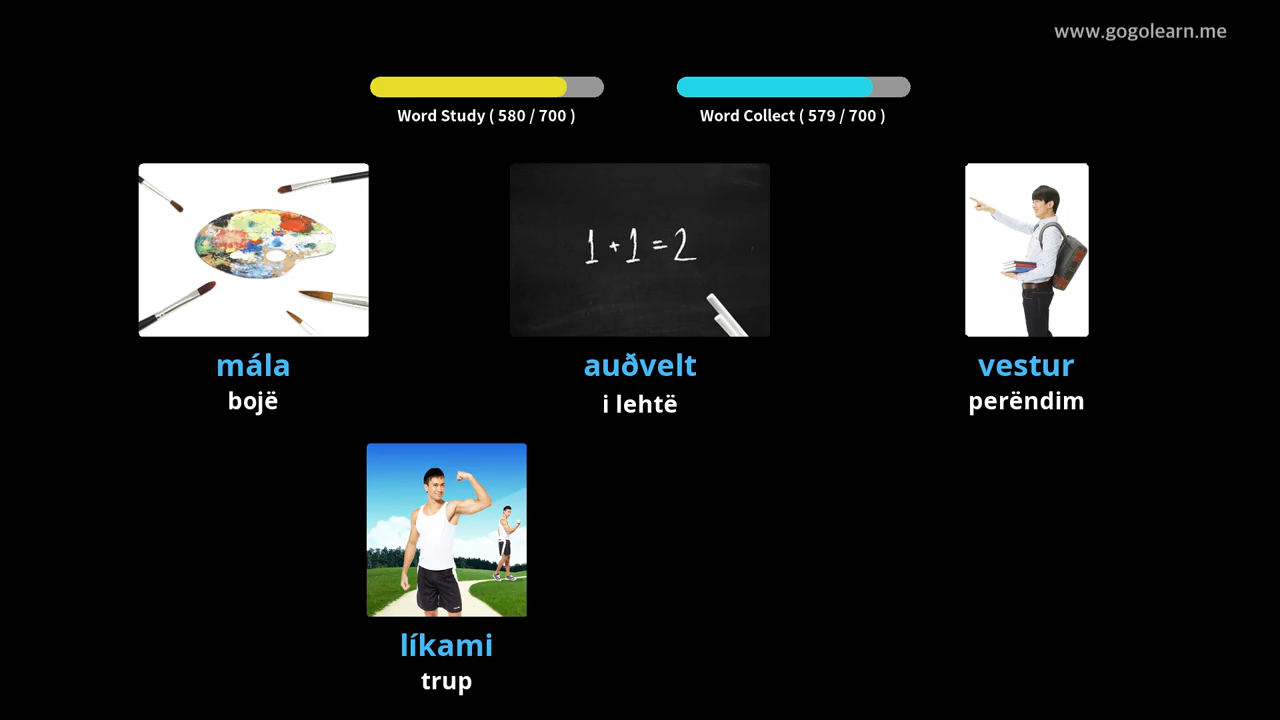 www.gogolearn.me
Word Study ( 580 / 700 )
Word Collect ( 579 / 700 )
1 + 1 = 2
mála
bojë
auðvelt
i lehtë
vestur
perëndim
líkami
trup